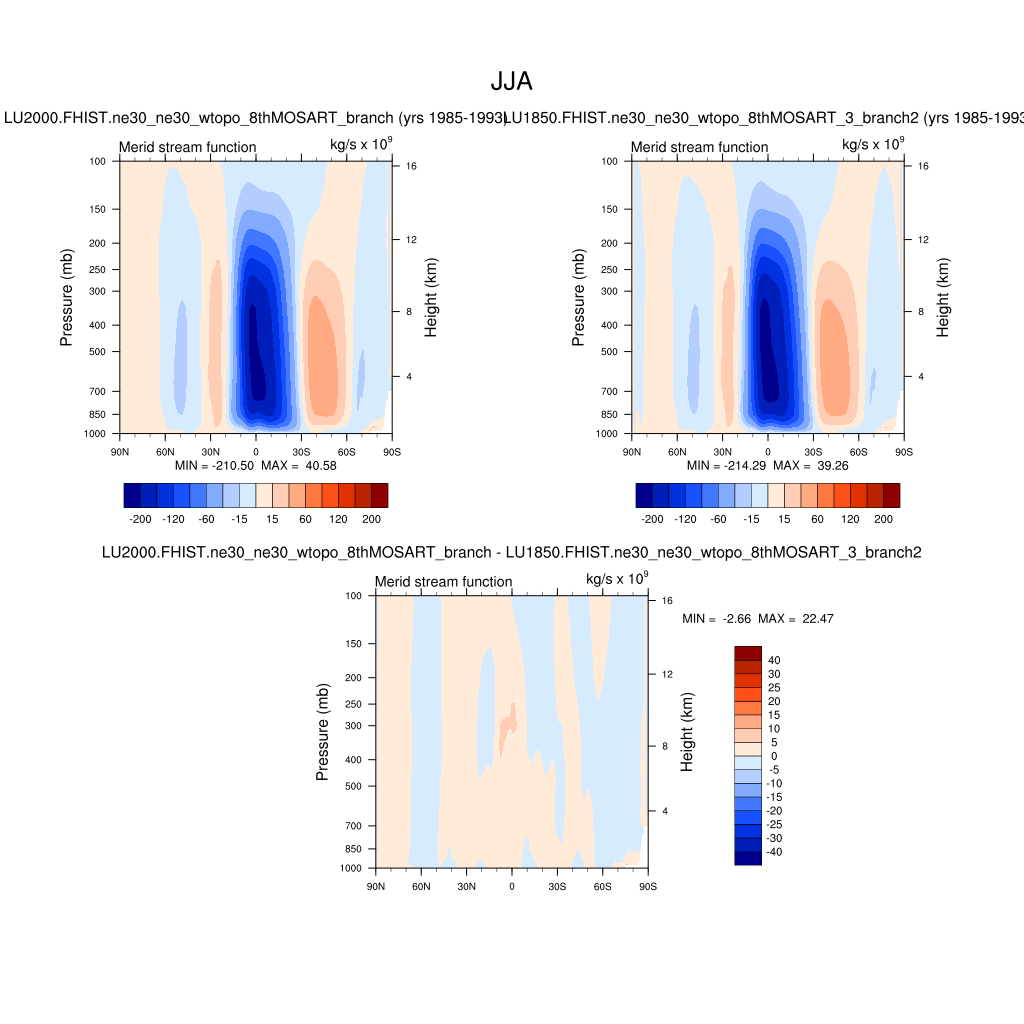 JJA
LU2000.FHIST.ne30_ne30_wtopo_8thMOSART_branch (yrs 1985-1993)
LU1850.FHIST.ne30_ne30_wtopo_8thMOSART_3_branch2 (yrs 1985-1993
Merid stream function kg/s x 10⁹
100
150
200
250
300
400
500
700
850
1000
Pressure (mb)
16
12
8
4
Height (km)
90N 60N 30N 0 30S 60S 90S
MIN = -210.50 MAX = 40.58
-200 -120 -60 -15 15 60 120 200
Merid stream function kg/s x 10⁹
100
150
200
250
300
400
500
700
850
1000
Pressure (mb)
16
12
8
4
Height (km)
90N 60N 30N 0 30S 60S 90S
MIN = -214.29 MAX = 39.26
-200 -120 -60 -15 15 60 120 200
LU2000.FHIST.ne30_ne30_wtopo_8thMOSART_branch - LU1850.FHIST.ne30_ne30_wtopo_8thMOSART_3_branch2
Merid stream function kg/s x 10⁹
100
150
200
250
300
400
500
700
850
1000
Pressure (mb)
16
12
8
4
Height (km)
90N 60N 30N 0 30S 60S 90S
MIN = -2.66 MAX = 22.47
40
30
25
20
15
10
5
0
-5
-10
-15
-20
-25
-30
-40